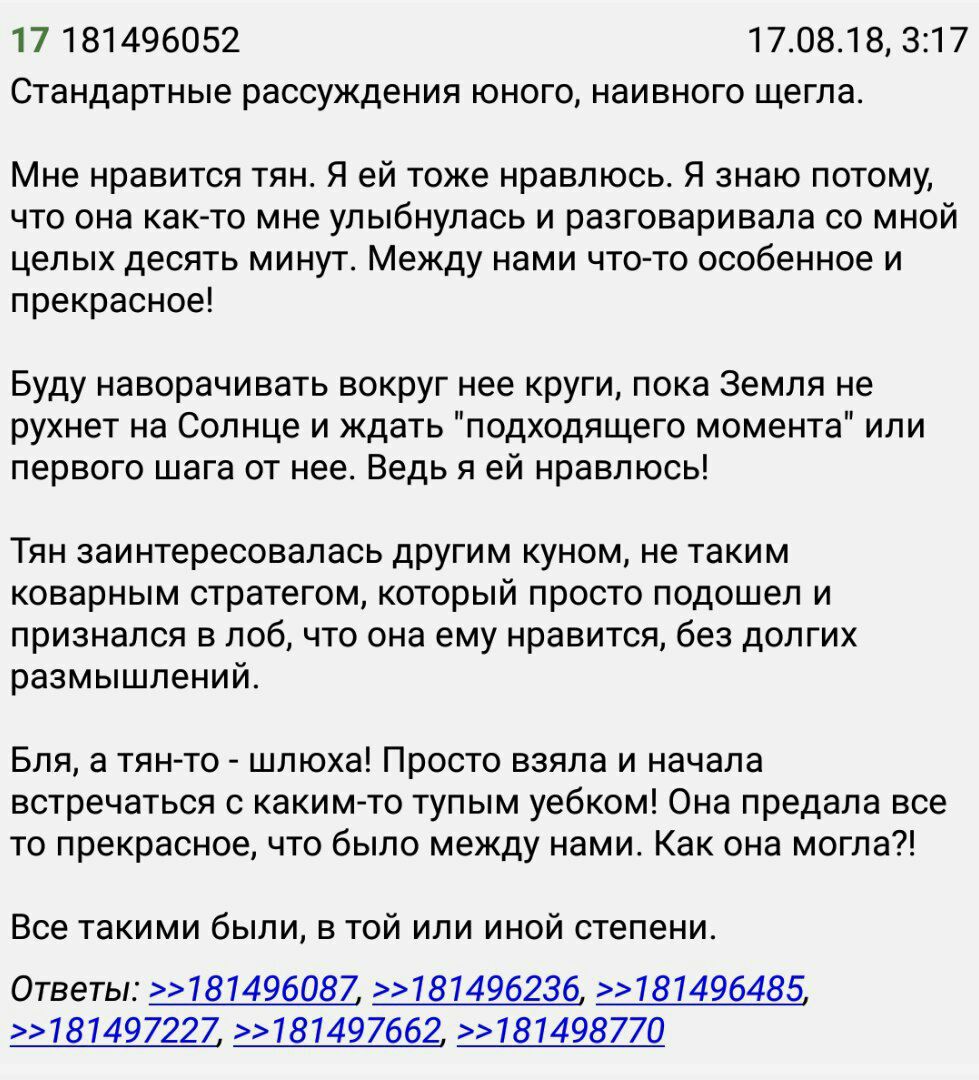 17 181496052 17.08.18, 3:17
Стандартные рассуждения юного, наивного щегла.
Мне нравится тян. Я ей тоже нравлюсь. Я знаю потому,
что она как-то мне улыбнулась и разговаривала со мной
целых десять минут. Между нами что-то особенное и
прекрасное!
Буду наворачивать вокруг нее круги, пока Земля не
рухнет на Солнце и ждать "подходящего момента" или
первого шага от нее. Ведь я ей нравлюсь!
Тян заинтересовалась другим куном, не таким
коварным стратегом, который просто подошел и
признался в лоб, что она ему нравится, без долгих
размышлений.
Бля, а тян-то - шлюха! Просто взяла и начала
встречаться с каким-то тупым уебком! Она предала все
то прекрасное, что было между нами. Как она могла?!
Все такими были, в той или иной степени.
Ответы: >>181496087, >>181496236, >>181496485,
>>181497227, >>181497662, >>181498770